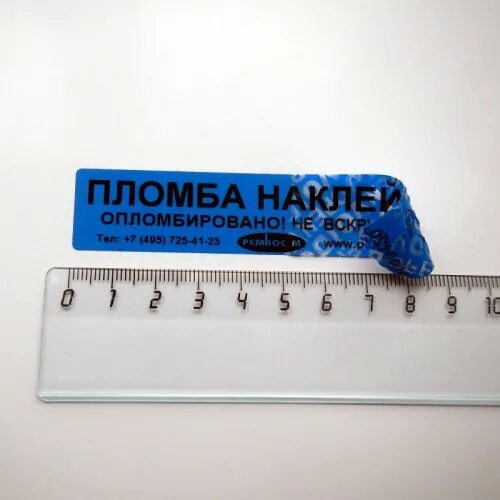 ПЛОМБА НАКЛЕЙ
ОПЛОМБИРОВАНО! НЕ ВСКР
Тел: +7 (495) 725-41-23 РЕМКОС М www.p
0 1 2 3 4 5 6 7 8 9 10